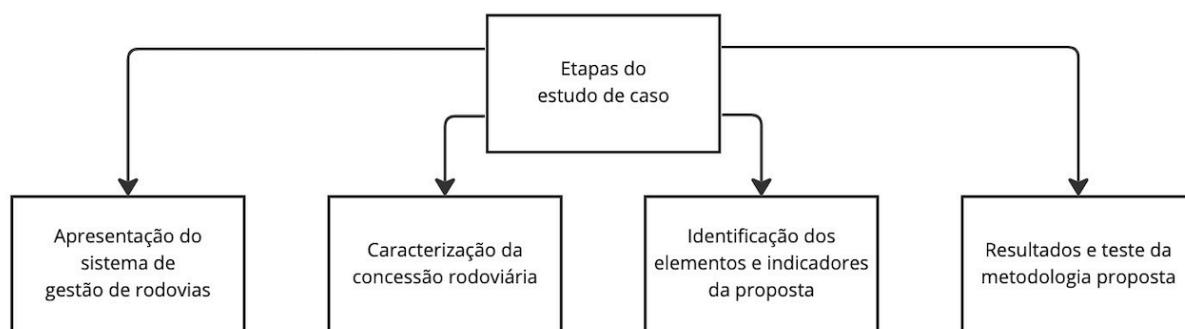 Etapas do
estudo de caso
Apresentação do
sistema de
gestão de rodovias
Caracterização da
concessão rodoviária
Identificação dos
elementos e indicadores
da proposta
Resultados e teste da
metodologia proposta